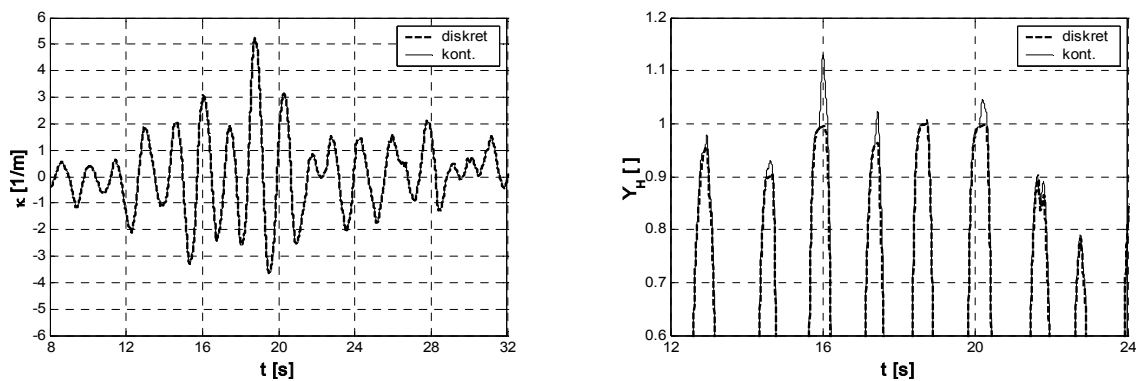 6
5
4
3
2
1
0
-1
-2
-3
-4
-5
-6
κ [1/m]
8 12 16 20 24 28 32
t [s]
diskret
kont.
1.2
1.1
1
0.9
0.8
0.7
0.6
Y_H [ ]
12 16 20 24
t [s]
diskret
kont.